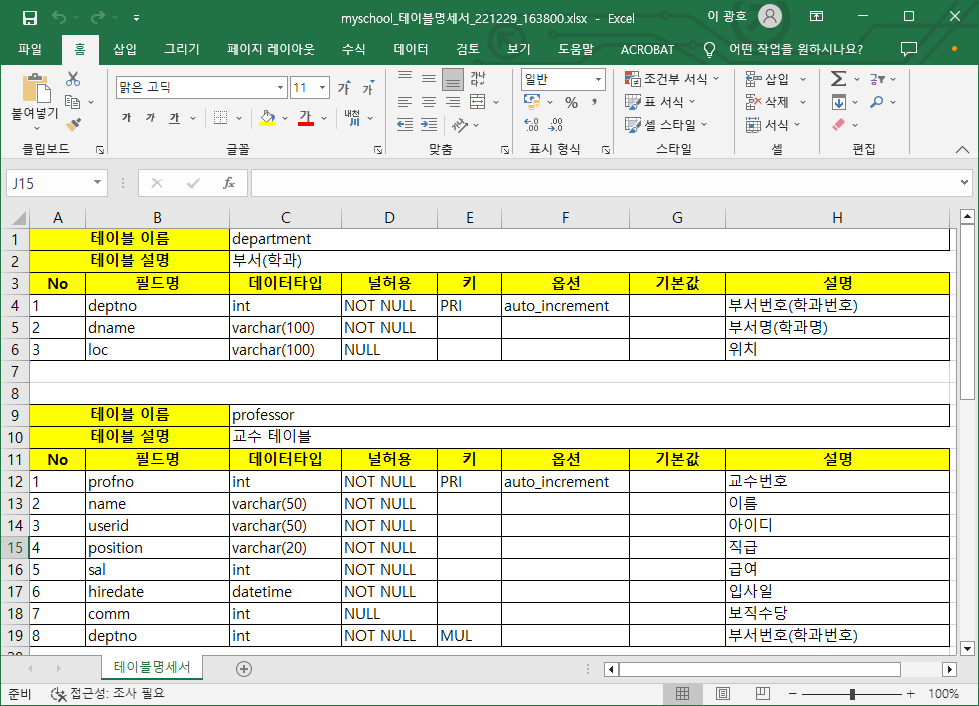 myschool_테이블명세서_221229_163800.xlsx - Excel 이 광호
파일 홈 삽입 그리기 페이지 레이아웃 수식 데이터 검토 보기 도움말 ACROBAT 어떤 작업을 원하시나요?
붙여넣기 맑은 고딕 11 가 가 가 가 가 가 내천 일반 조건부 서식 표 서식 셀 스타일 삽입 삭제 서식
클립보드 글꼴 맞춤 표시 형식 스타일 셀 편집
J15 fx
A B C D E F G H
1 테이블 이름 department
2 테이블 설명 부서(학과)
3 No 필드명 데이터타입 널허용 키 옵션 기본값 설명
4 1 deptno int NOT NULL PRI auto_increment 부서번호(학과번호)
5 2 dname varchar(100) NOT NULL 부서명(학과명)
6 3 loc varchar(100) NULL 위치
7
8
9 테이블 이름 professor
10 테이블 설명 교수 테이블
11 No 필드명 데이터타입 널허용 키 옵션 기본값 설명
12 1 profno int NOT NULL PRI auto_increment 교수번호
13 2 name varchar(50) NOT NULL 이름
14 3 userid varchar(50) NOT NULL 아이디
15 4 position varchar(20) NOT NULL 직급
16 5 sal int NOT NULL 급여
17 6 hiredate datetime NOT NULL 입사일
18 7 comm int NULL 보직수당
19 8 deptno int NOT NULL MUL 부서번호(학과번호)
테이블명세서
준비 접근성: 조사 필요 100%